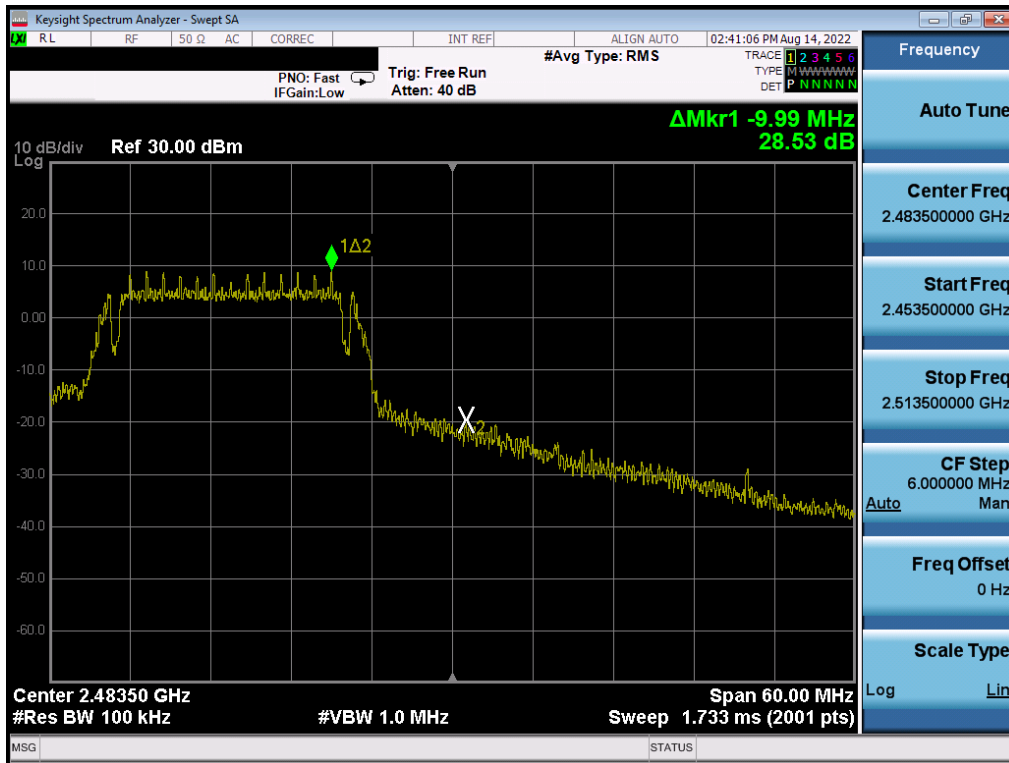 Keysight Spectrum Analyzer - Swept SA
LXI RL RF 50 Ω AC CORREC INT REF ALIGN AUTO 02:41:06 PM Aug 14, 2022
#Avg Type: RMS TRACE 1 2 3 4 5 6
PNO: Fast Trig: Free Run TYPE M WWWWW
IFGain:Low Atten: 40 dB DET P N N N N N
ΔMkr1 -9.99 MHz
28.53 dB
10 dB/div Ref 30.00 dBm
Log
20.0
1Δ2
10.0
0.00
-10.0
-20.0
2
-30.0
-40.0
-50.0
-60.0
Center 2.48350 GHz Span 60.00 MHz
#Res BW 100 kHz #VBW 1.0 MHz Sweep 1.733 ms (2001 pts)
MSG STATUS
Frequency
Auto Tune
Center Freq
2.483500000 GHz
Start Freq
2.453500000 GHz
Stop Freq
2.513500000 GHz
CF Step
6.000000 MHz
Auto Man
Freq Offset
0 Hz
Scale Type
Log Lin